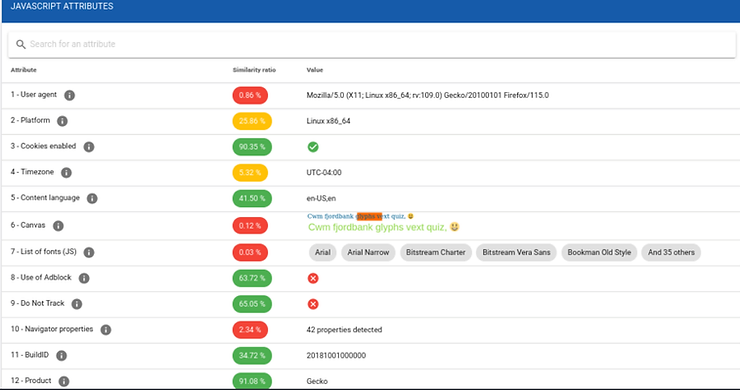 JAVASCRIPT ATTRIBUTES
Search for an attribute
Attribute Similarity ratio Value
1 - User agent 0.86 % Mozilla/5.0 (X11; Linux x86_64; rv:109.0) Gecko/20100101 Firefox/115.0
2 - Platform 25.86 % Linux x86_64
3 - Cookies enabled 90.35 %
4 - Timezone 5.32 % UTC-04:00
5 - Content language 41.50 % en-US,en
6 - Canvas 0.12 % Cwm fjordbank glyphs vext quiz, 😃
Cwm fjordbank glyphs vext quiz, 😃
7 - List of fonts (JS) 0.03 % Arial Arial Narrow Bitstream Charter Bitstream Vera Sans Bookman Old Style And 35 others
8 - Use of Adblock 63.72 %
9 - Do Not Track 65.05 %
10 - Navigator properties 2.34 % 42 properties detected
11 - BuildID 34.72 % 20181001000000
12 - Product 91.08 % Gecko